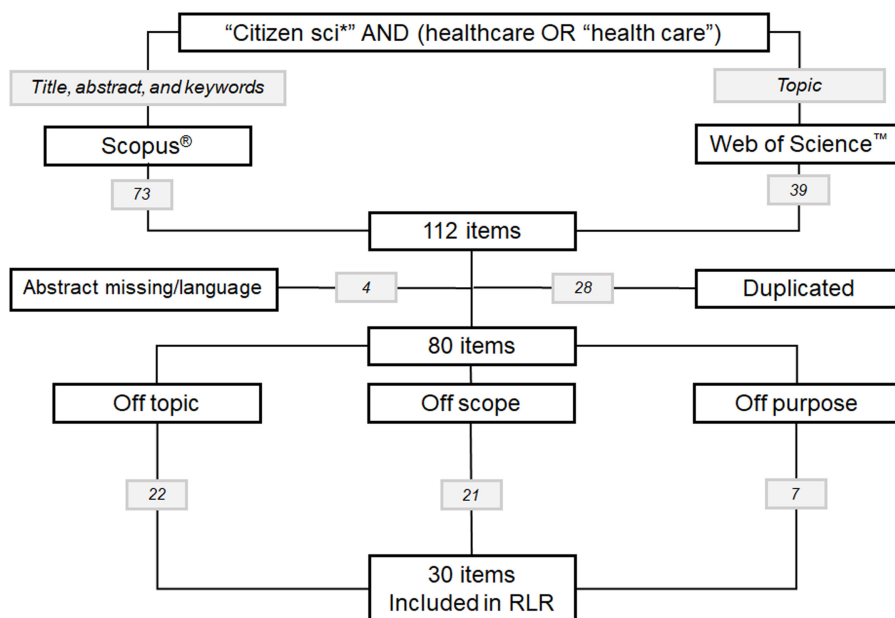 “Citizen sci*” AND (healthcare OR “health care”)
Title, abstract, and keywords
Topic
Scopus®
Web of Science™
73
39
112 items
Abstract missing/language
4
28
Duplicated
80 items
Off topic
Off scope
Off purpose
22
21
7
30 items
Included in RLR